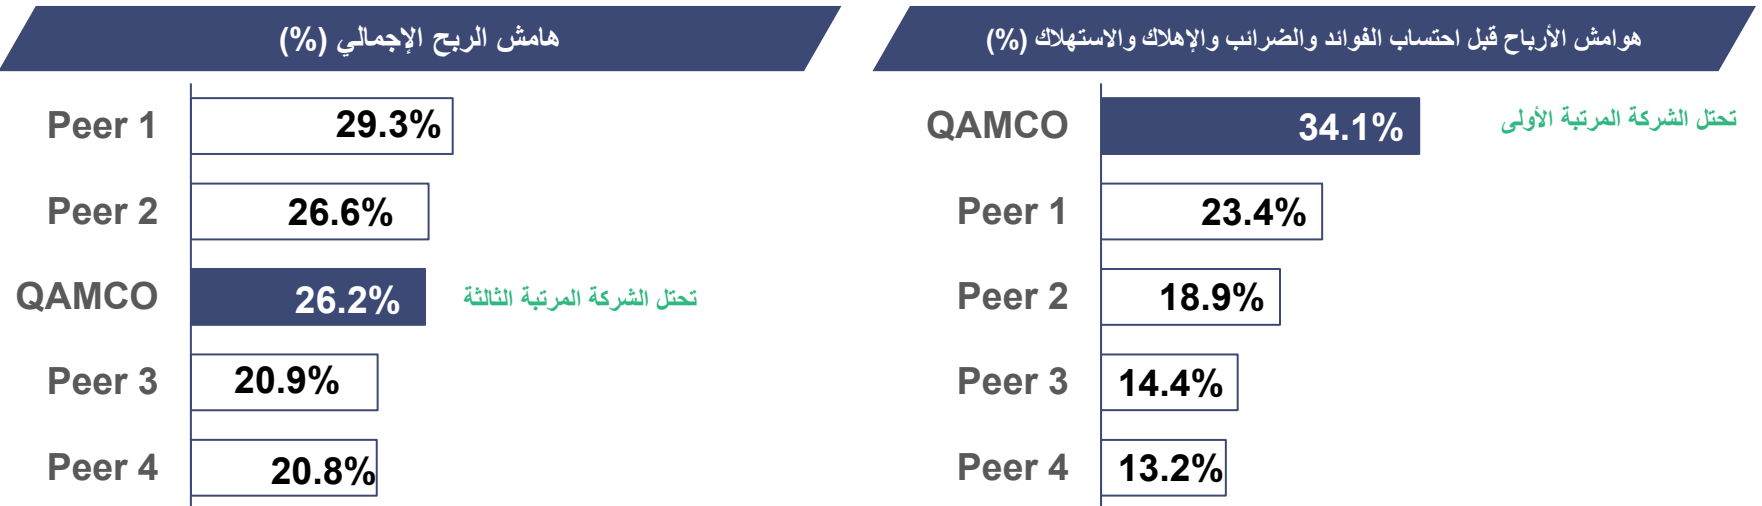 هامش الربح الإجمالي (%)
Peer 1 29.3%
Peer 2 26.6%
QAMCO 26.2% تحتل الشركة المرتبة الثالثة
Peer 3 20.9%
Peer 4 20.8%
هوامش الأرباح قبل احتساب الفوائد والضرائب والإهلاك والاستهلاك (%)
QAMCO 34.1% تحتل الشركة المرتبة الأولى
Peer 1 23.4%
Peer 2 18.9%
Peer 3 14.4%
Peer 4 13.2%